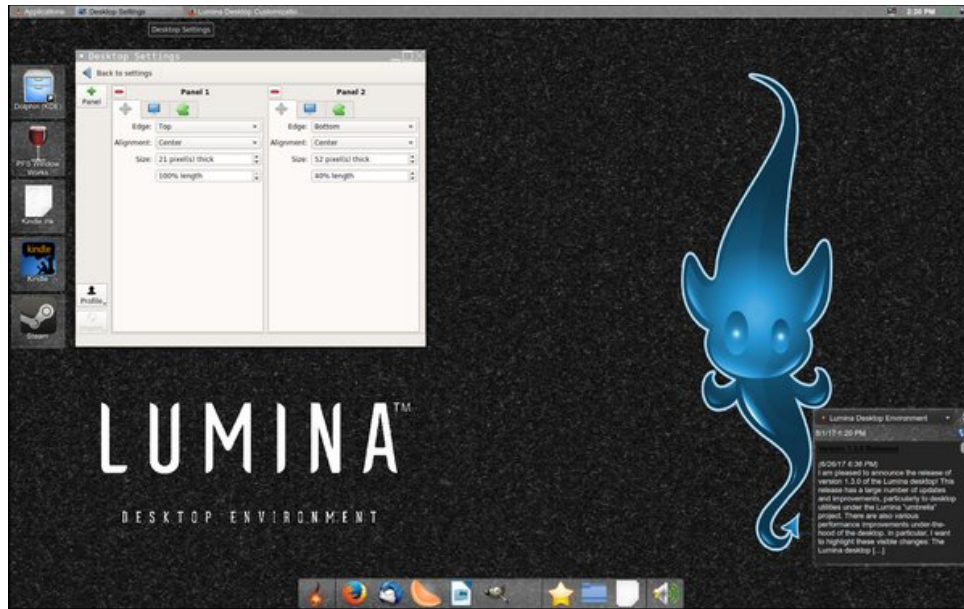 Applications
Desktop Settings
Lumina Desktop Customizatio...
2:20 PM
Desktop Settings
Desktop Settings
Back to settings
Panel
Panel 1
Panel 2
Edge: Top
Edge: Bottom
Alignment: Center
Alignment: Center
Size: 21 pixel(s) thick
Size: 52 pixel(s) thick
100% length
40% length
Profile
Dolphin (KDE)
PFS Window
Works
Kindle.lnk
kindle
Kindle
Steam
LUMINA™
DESKTOP ENVIRONMENT
Lumina Desktop Environment
8/1/17 1:20 PM
(6/26/17 6:36 PM)
I am pleased to announce the release of
version 1.3.0 of the Lumina desktop! This
release has a large number of updates
and improvements, particularly to desktop
utilities under the Lumina "umbrella"
project. There are also various
performance improvements under-the-
hood of the desktop. In particular, I want
to highlight these visible changes: The
Lumina desktop [...]